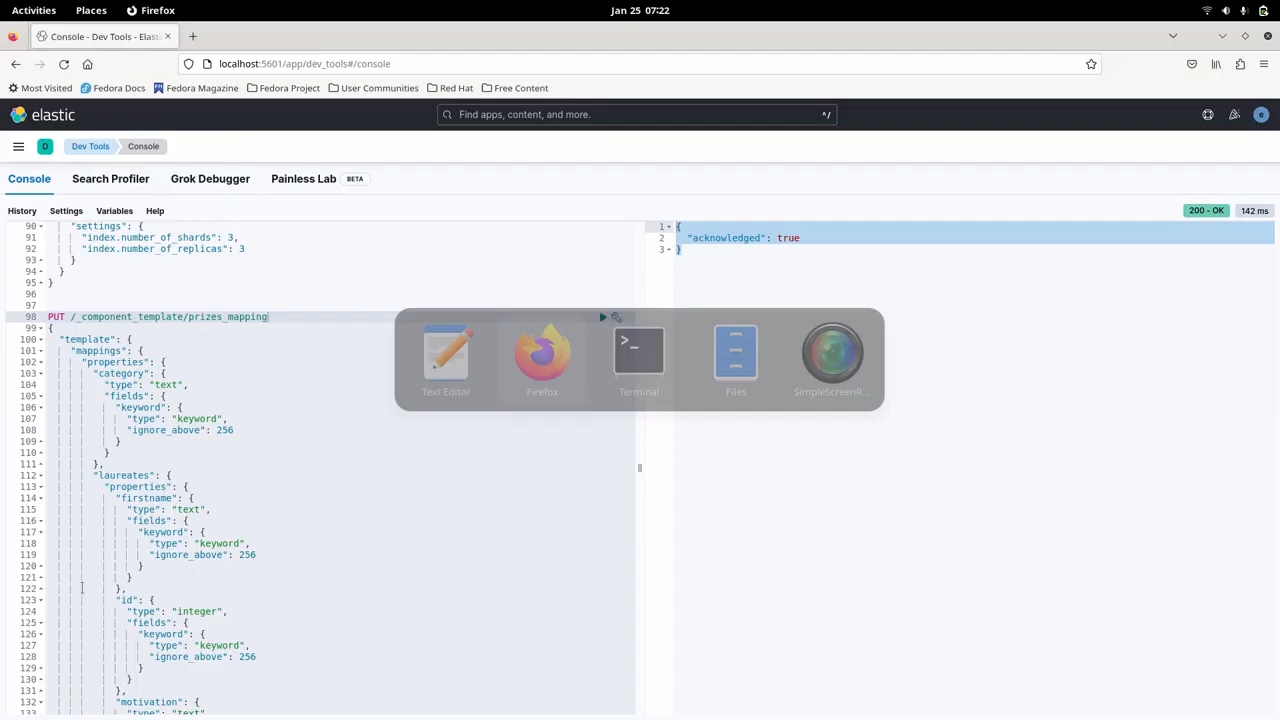 Activities Places Firefox Jan 25 07:22
Console - Dev Tools - Elast
localhost:5601/app/dev_tools#/console
Most Visited Fedora Docs Fedora Magazine Fedora Project User Communities Red Hat Free Content
elastic Find apps, content, and more. ^/ e
D Dev Tools Console
Console Search Profiler Grok Debugger Painless Lab BETA
History Settings Variables Help 200 - OK 142 ms
90 "settings": {
91 "index.number_of_shards": 3,
92 "index.number_of_replicas": 3
93 }
94 }
95 }
96
97
98 PUT /_component_template/prizes_mapping
99 {
100 "template": {
101 "mappings": {
102 "properties": {
103 "category": {
104 "type": "text",
105 "fields": {
106 "keyword": {
107 "type": "keyword",
108 "ignore_above": 256
109 }
110 }
111 },
112 "laureates": {
113 "properties": {
114 "firstname": {
115 "type": "text",
116 "fields": {
117 "keyword": {
118 "type": "keyword",
119 "ignore_above": 256
120 }
121 }
122 },
123 "id": {
124 "type": "integer",
125 "fields": {
126 "keyword": {
127 "type": "keyword",
128 "ignore_above": 256
129 }
130 }
131 },
132 "motivation": {
133 "type": "text",
1 {
2 "acknowledged": true
3 }
Text Editor Firefox Terminal Files SimpleScreenR...